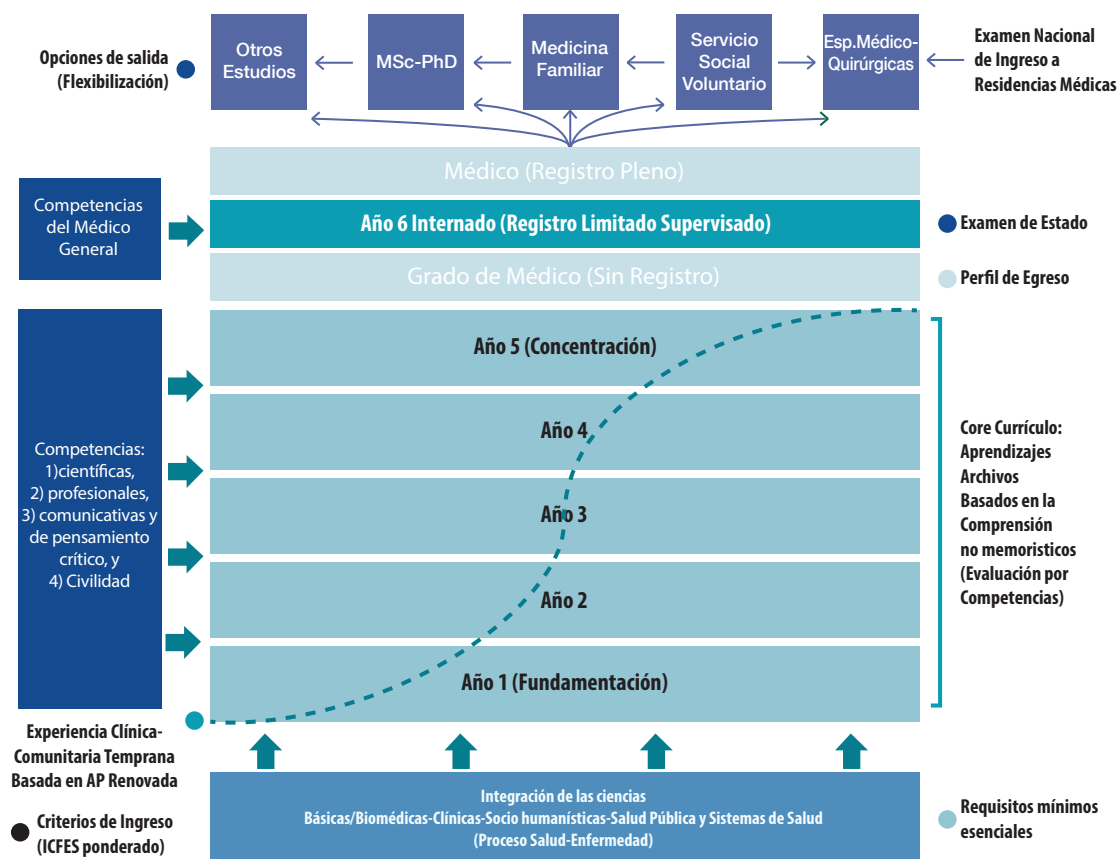 Opciones de salida
(Flexibilización)
Otros
Estudios
MSc-PhD
Medicina
Familiar
Servicio
Social
Voluntario
Esp.Médico-
Quirúrgicas
Examen Nacional
de Ingreso a
Residencias Médicas
Médico (Registro Pleno)
Competencias
del Médico
General
Año 6 Internado (Registro Limitado Supervisado)
Examen de Estado
Grado de Médico (Sin Registro)
Perfil de Egreso
Año 5 (Concentración)
Año 4
Año 3
Año 2
Año 1 (Fundamentación)
Competencias:
1)científicas,
2) profesionales,
3) comunicativas y
de pensamiento
crítico, y
4) Civilidad
Core Currículo:
Aprendizajes
Archivos
Basados en la
Comprensión
no memoristicos
(Evaluación por
Competencias)
Experiencia Clínica-
Comunitaria Temprana
Basada en AP Renovada
Criterios de Ingreso
(ICFES ponderado)
Integración de las ciencias
Básicas/Biomédicas-Clínicas-Socio humanísticas-Salud Pública y Sistemas de Salud
(Proceso Salud-Enfermedad)
Requisitos mínimos
esenciales